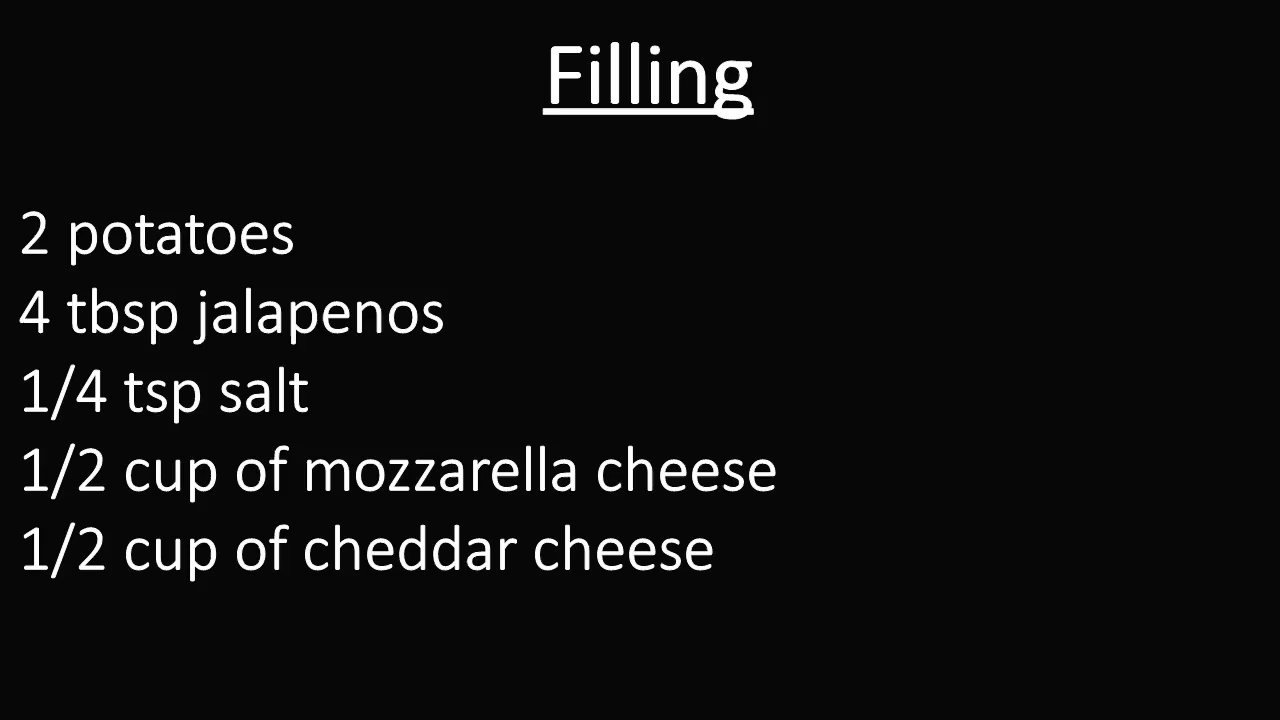 Filling
2 potatoes
4 tbsp jalapenos
1/4 tsp salt
1/2 cup of mozzarella cheese
1/2 cup of cheddar cheese